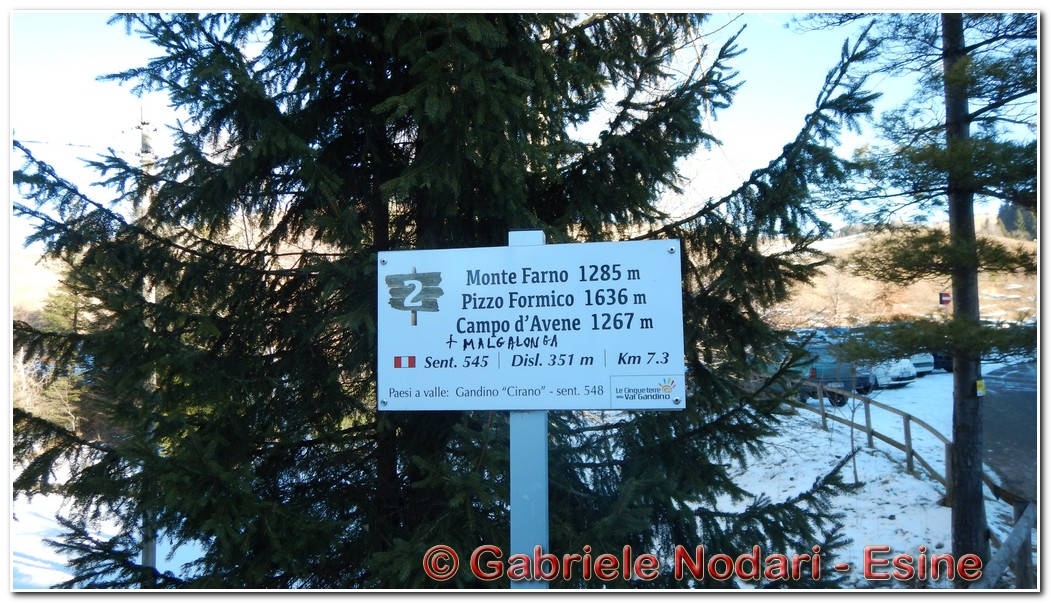 2
Monte Farno 1285 m
Pizzo Formico 1636 m
Campo d'Avene 1267 m
+ MALGALONGA
Sent. 545 | Disl. 351 m | Km 7.3
Paesi a valle: Gandino "Cirano" - sent. 548
Le Cinque terre
della Val Gandino
© Gabriele Nodari - Esine